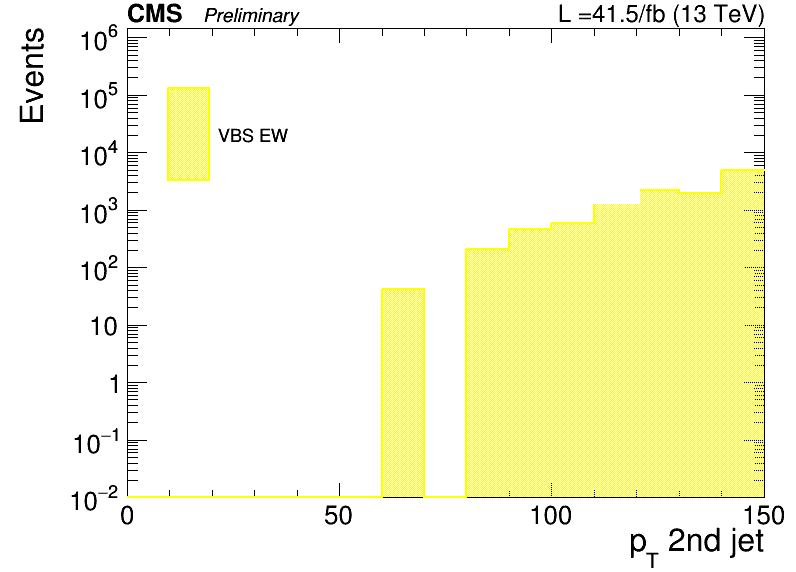 CMS Preliminary L =41.5/fb (13 TeV)
Events
10⁶
10⁵
10⁴
10³
10²
10
1
10⁻¹
10⁻²
VBS EW
0 50 100 150
p_T 2nd jet